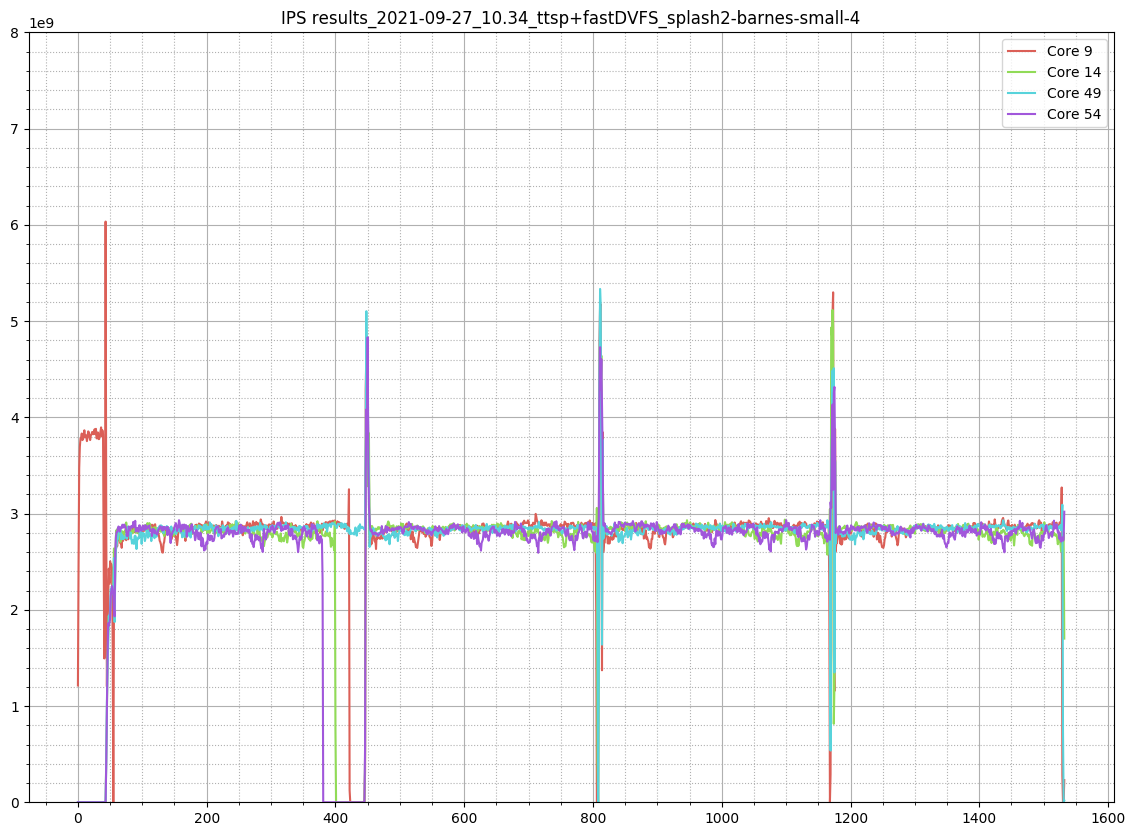 IPS results_2021-09-27_10.34_ttsp+fastDVFS_splash2-barnes-small-4
1e9
8
7
6
5
4
3
2
1
0
Core 9
Core 14
Core 49
Core 54
0 200 400 600 800 1000 1200 1400 1600